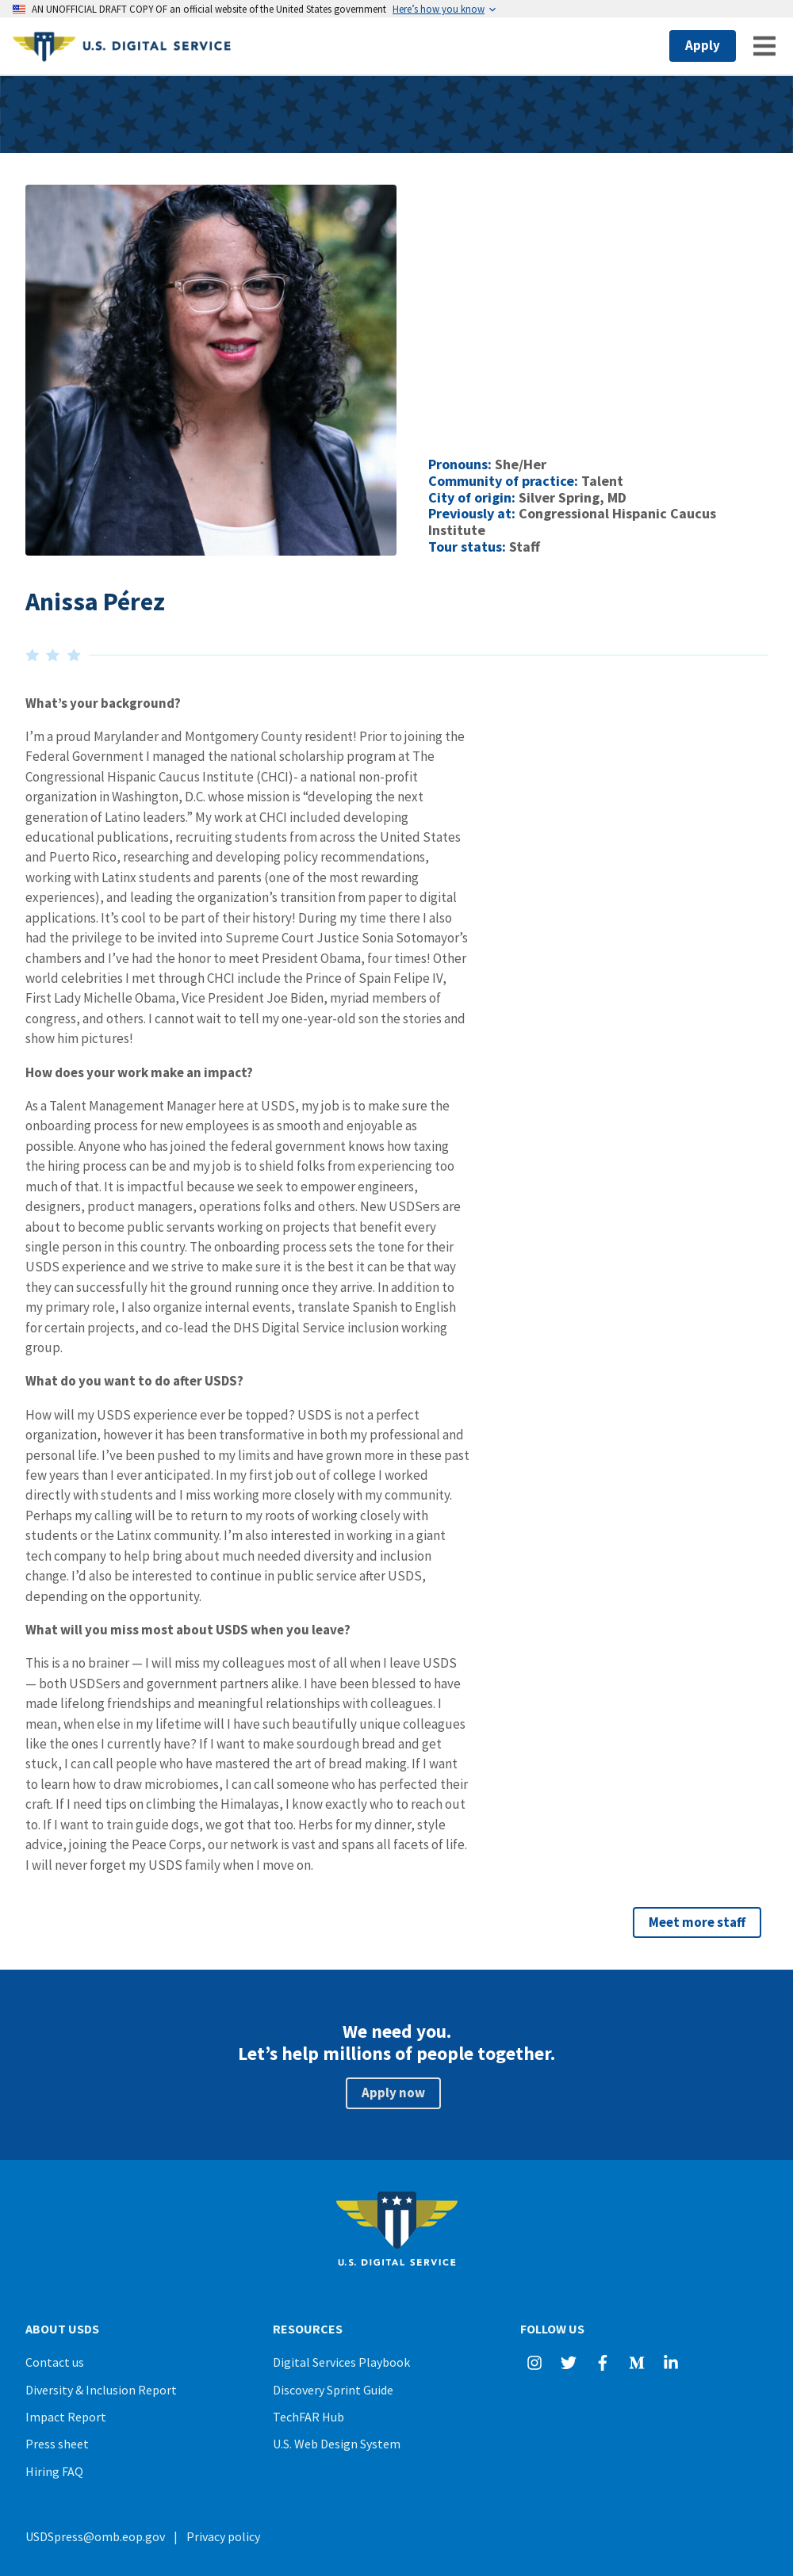 AN UNOFFICIAL DRAFT COPY OF an official website of the United States government Here's how you know
U.S. DIGITAL SERVICE
Apply
Pronouns: She/Her
Community of practice: Talent
City of origin: Silver Spring, MD
Previously at: Congressional Hispanic Caucus
Institute
Tour status: Staff
Anissa Pérez
What’s your background?
I’m a proud Marylander and Montgomery County resident! Prior to joining the
Federal Government I managed the national scholarship program at The
Congressional Hispanic Caucus Institute (CHCI)- a national non-profit
organization in Washington, D.C. whose mission is “developing the next
generation of Latino leaders.” My work at CHCI included developing
educational publications, recruiting students from across the United States
and Puerto Rico, researching and developing policy recommendations,
working with Latinx students and parents (one of the most rewarding
experiences), and leading the organization’s transition from paper to digital
applications. It’s cool to be part of their history! During my time there I also
had the privilege to be invited into Supreme Court Justice Sonia Sotomayor’s
chambers and I’ve had the honor to meet President Obama, four times! Other
world celebrities I met through CHCI include the Prince of Spain Felipe IV,
First Lady Michelle Obama, Vice President Joe Biden, myriad members of
congress, and others. I cannot wait to tell my one-year-old son the stories and
show him pictures!
How does your work make an impact?
As a Talent Management Manager here at USDS, my job is to make sure the
onboarding process for new employees is as smooth and enjoyable as
possible. Anyone who has joined the federal government knows how taxing
the hiring process can be and my job is to shield folks from experiencing too
much of that. It is impactful because we seek to empower engineers,
designers, product managers, operations folks and others. New USDSers are
about to become public servants working on projects that benefit every
single person in this country. The onboarding process sets the tone for their
USDS experience and we strive to make sure it is the best it can be that way
they can successfully hit the ground running once they arrive. In addition to
my primary role, I also organize internal events, translate Spanish to English
for certain projects, and co-lead the DHS Digital Service inclusion working
group.
What do you want to do after USDS?
How will my USDS experience ever be topped? USDS is not a perfect
organization, however it has been transformative in both my professional and
personal life. I’ve been pushed to my limits and have grown more in these past
few years than I ever anticipated. In my first job out of college I worked
directly with students and I miss working more closely with my community.
Perhaps my calling will be to return to my roots of working closely with
students or the Latinx community. I’m also interested in working in a giant
tech company to help bring about much needed diversity and inclusion
change. I’d also be interested to continue in public service after USDS,
depending on the opportunity.
What will you miss most about USDS when you leave?
This is a no brainer — I will miss my colleagues most of all when I leave USDS
— both USDSers and government partners alike. I have been blessed to have
made lifelong friendships and meaningful relationships with colleagues. I
mean, when else in my lifetime will I have such beautifully unique colleagues
like the ones I currently have? If I want to make sourdough bread and get
stuck, I can call people who have mastered the art of bread making. If I want
to learn how to draw microbiomes, I can call someone who has perfected their
craft. If I need tips on climbing the Himalayas, I know exactly who to reach out
to. If I want to train guide dogs, we got that too. Herbs for my dinner, style
advice, joining the Peace Corps, our network is vast and spans all facets of life.
I will never forget my USDS family when I move on.
Meet more staff
We need you.
Let’s help millions of people together.
Apply now
U.S. DIGITAL SERVICE
ABOUT USDS
Contact us
Diversity & Inclusion Report
Impact Report
Press sheet
Hiring FAQ
RESOURCES
Digital Services Playbook
Discovery Sprint Guide
TechFAR Hub
U.S. Web Design System
FOLLOW US
USDSpress@omb.eop.gov | Privacy policy